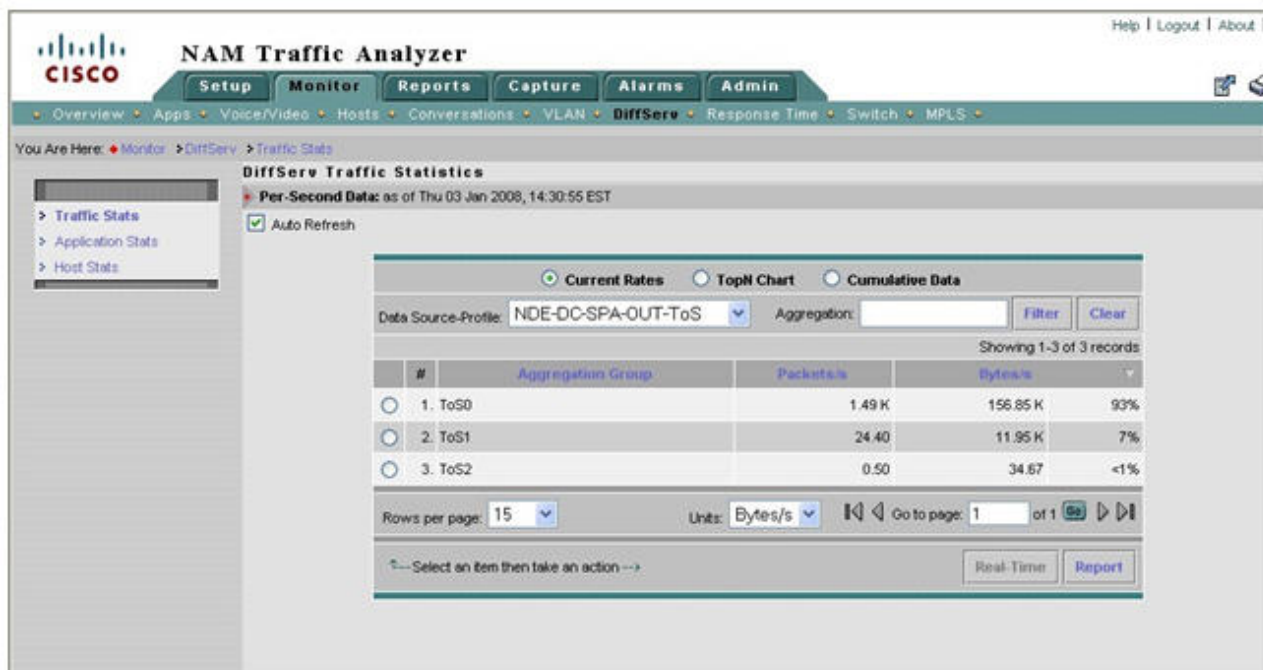 Help | Logout | About |
CISCO
NAM Traffic Analyzer
Setup Monitor Reports Capture Alarms Admin
Overview Apps Voice/Video Hosts Conversations VLAN DiffServ Response Time Switch MPLS
You Are Here: Monitor > DiffServ > Traffic Stats
DiffServ Traffic Statistics
Per-Second Data: as of Thu 03 Jan 2008, 14:30:55 EST
> Traffic Stats
> Application Stats
> Host Stats
Auto Refresh
Current Rates TopN Chart Cumulative Data
Data Source-Profile: NDE-DC-SPA-OUT-ToS Aggregation: Filter Clear
Showing 1-3 of 3 records
# Aggregation Group Packets/s Bytes/s
1. ToS0 1.49 K 156.85 K 93%
2. ToS1 24.40 11.95 K 7%
3. ToS2 0.50 34.67 <1%
Rows per page: 15 Units: Bytes/s Go to page: 1 of 1 Go
Select an item then take an action --> Real-Time Report